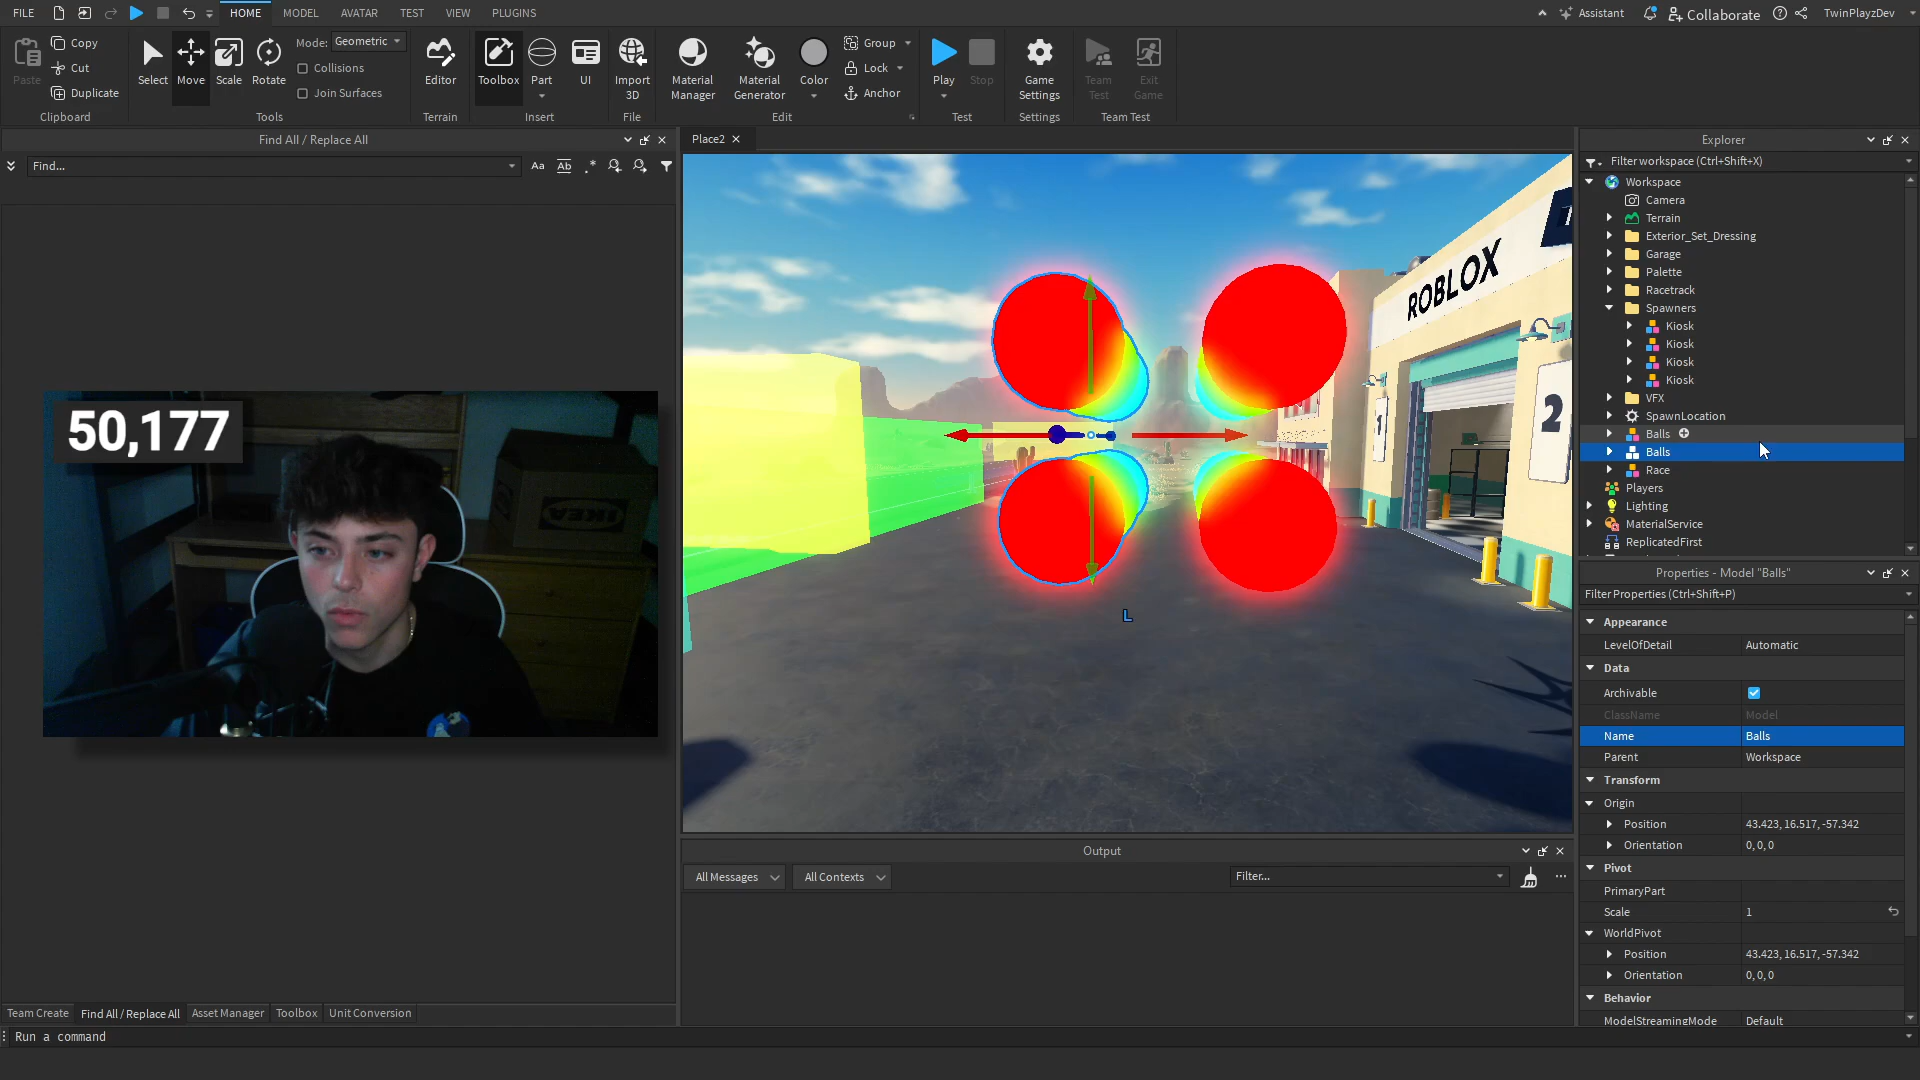 FILE HOME MODEL AVATAR TEST VIEW PLUGINS Assistant Collaborate TwinPlayzDev
Paste Copy Cut Duplicate Clipboard
Select Move Scale Rotate Mode: Geometric Collisions Join Surfaces Tools
Editor Terrain
Toolbox Part UI Insert
Import 3D File
Material Manager Material Generator Color Group Lock Anchor Edit
Play Stop Test
Game Settings Settings
Team Test Exit Game Team Test
Find All / Replace All
Find... Aa Ab .*
50,177
IKEA
Place2
ROBLOX
1
2
L
Output
All Messages All Contexts Filter...
Team Create Find All / Replace All Asset Manager Toolbox Unit Conversion
Run a command
Explorer
Filter workspace (Ctrl+Shift+X)
Workspace
Camera
Terrain
Exterior_Set_Dressing
Garage
Palette
Racetrack
Spawners
Kiosk
Kiosk
Kiosk
Kiosk
VFX
SpawnLocation
Balls
Balls
Race
Players
Lighting
MaterialService
ReplicatedFirst
Properties - Model "Balls"
Filter Properties (Ctrl+Shift+P)
Appearance
LevelOfDetail Automatic
Data
Archivable
ClassName Model
Name Balls
Parent Workspace
Transform
Origin
Position 43.423, 16.517, -57.342
Orientation 0, 0, 0
Pivot
PrimaryPart
Scale 1
WorldPivot
Position 43.423, 16.517, -57.342
Orientation 0, 0, 0
Behavior
ModelStreamingMode Default